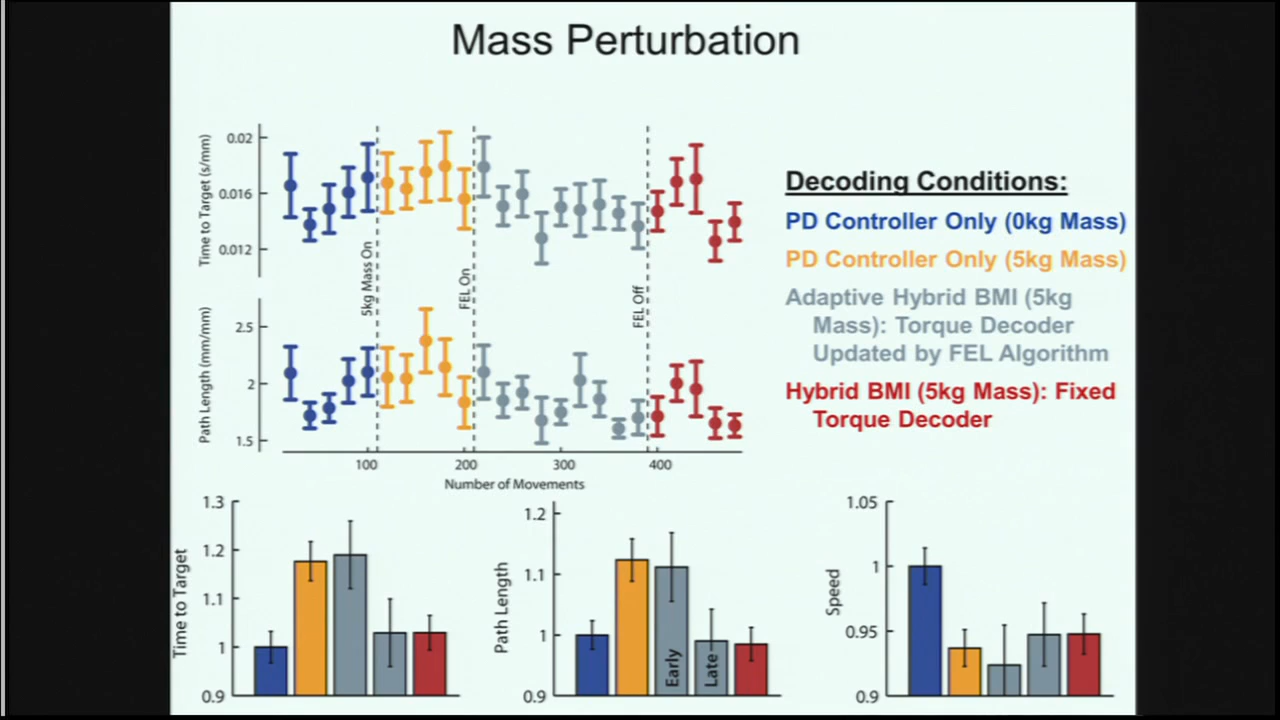 Mass Perturbation
Time to Target (s/mm)
0.02
0.016
0.012
5kg Mass On
FEL On
FEL Off
Path Length (mm/mm)
2.5
2
1.5
100
200
300
400
Number of Movements
Decoding Conditions:
PD Controller Only (0kg Mass)
PD Controller Only (5kg Mass)
Adaptive Hybrid BMI (5kg
Mass): Torque Decoder
Updated by FEL Algorithm
Hybrid BMI (5kg Mass): Fixed
Torque Decoder
Time to Target
1.3
1.2
1.1
1
0.9
Path Length
1.2
1.1
1
0.9
Early
Late
Speed
1.05
1
0.95
0.9